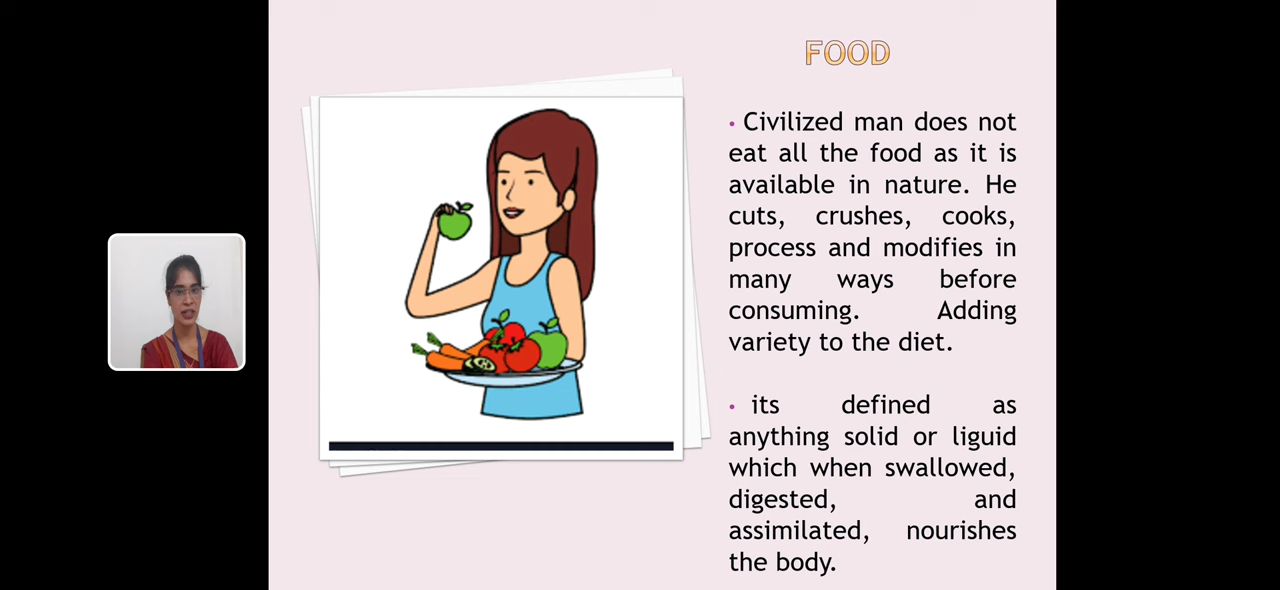 FOOD
• Civilized man does not
eat all the food as it is
available in nature. He
cuts, crushes, cooks,
process and modifies in
many ways before
consuming. Adding
variety to the diet.
• its defined as
anything solid or liguid
which when swallowed,
digested, and
assimilated, nourishes
the body.